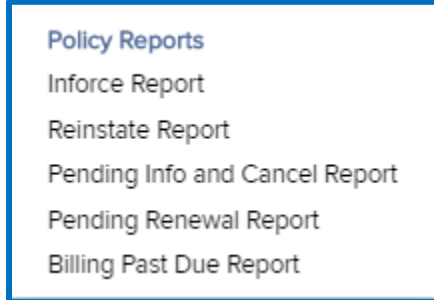 Policy Reports
Inforce Report
Reinstate Report
Pending Info and Cancel Report
Pending Renewal Report
Billing Past Due Report